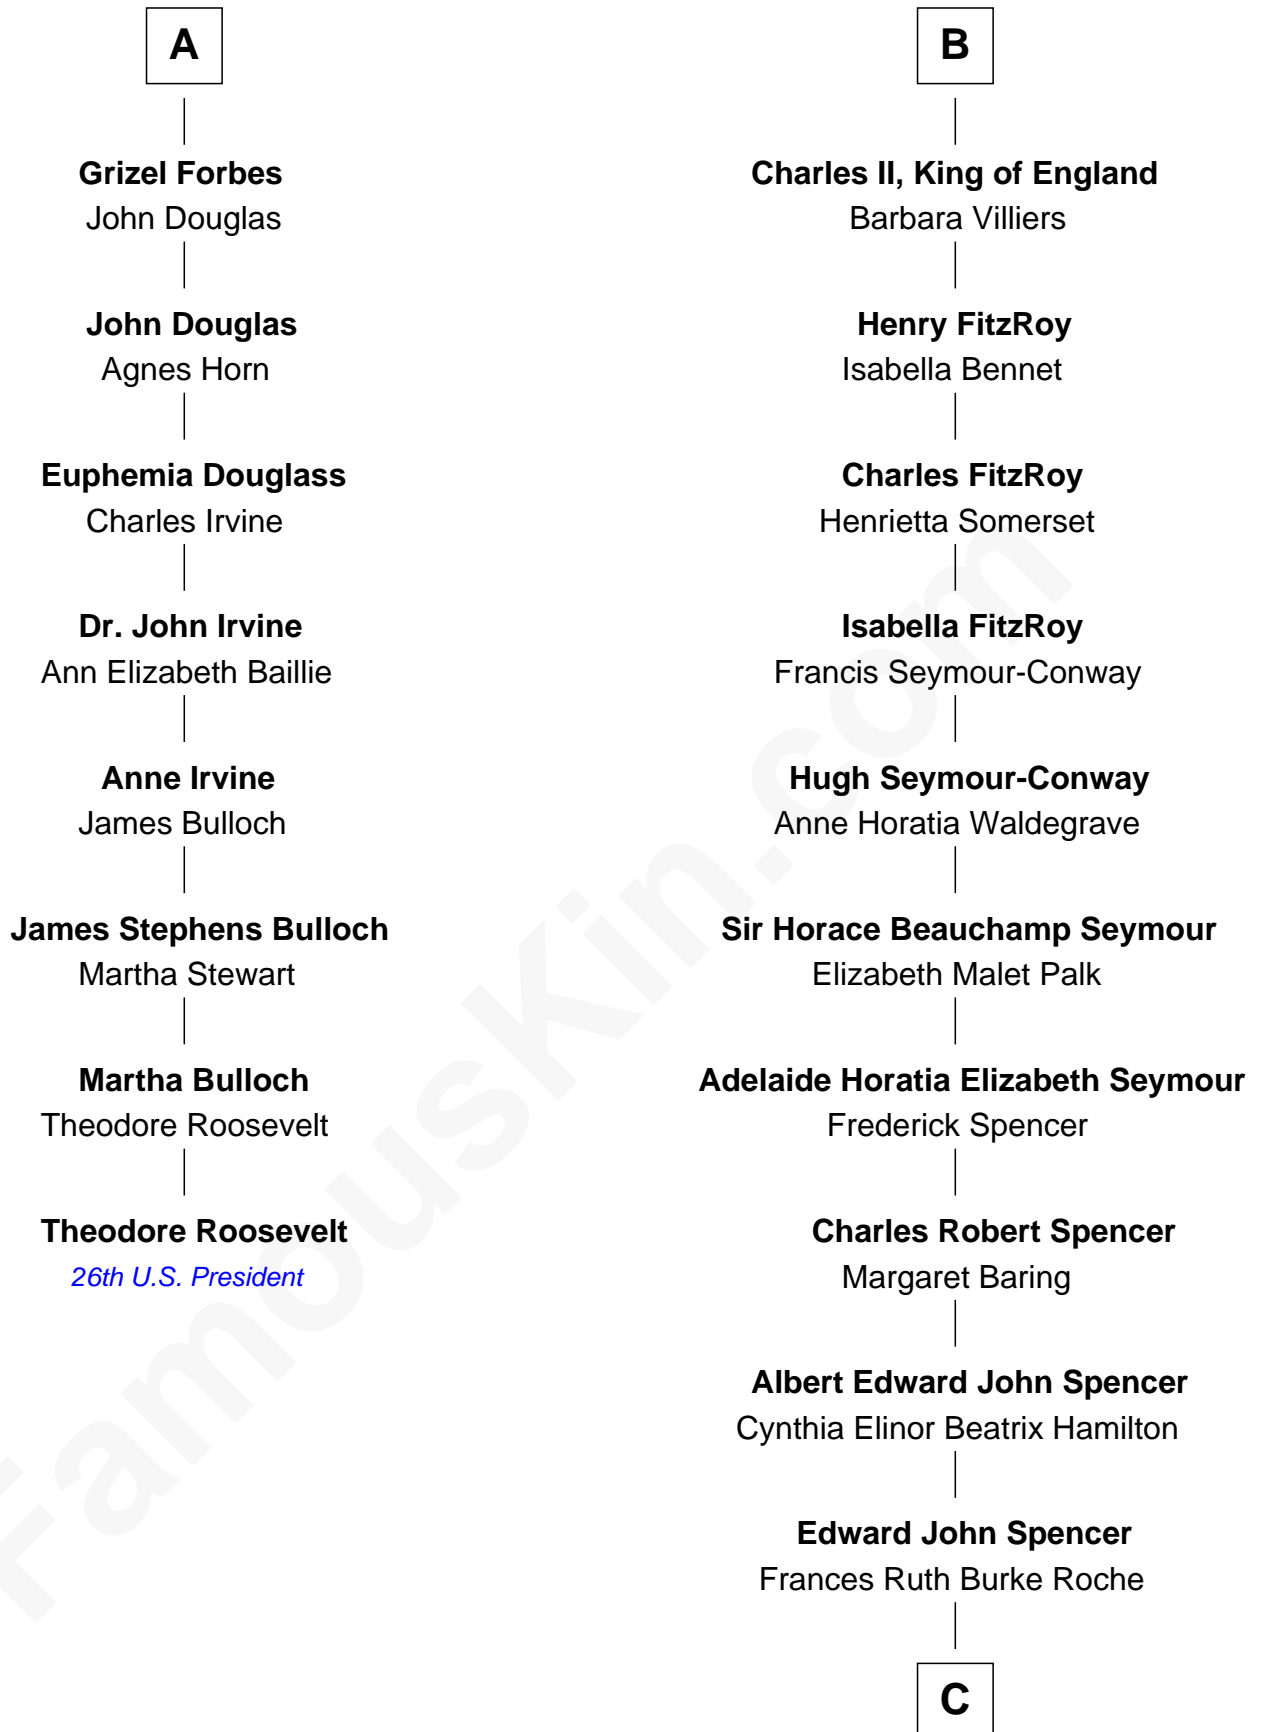 A
Grizel Forbes
John Douglas
John Douglas
Agnes Horn
Euphemia Douglass
Charles Irvine
Dr. John Irvine
Ann Elizabeth Baillie
Anne Irvine
James Bulloch
James Stephens Bulloch
Martha Stewart
Martha Bulloch
Theodore Roosevelt
Theodore Roosevelt
26th U.S. President
B
Charles II, King of England
Barbara Villiers
Henry FitzRoy
Isabella Bennet
Charles FitzRoy
Henrietta Somerset
Isabella FitzRoy
Francis Seymour-Conway
Hugh Seymour-Conway
Anne Horatia Waldegrave
Sir Horace Beauchamp Seymour
Elizabeth Malet Palk
Adelaide Horatia Elizabeth Seymour
Frederick Spencer
Charles Robert Spencer
Margaret Baring
Albert Edward John Spencer
Cynthia Elinor Beatrix Hamilton
Edward John Spencer
Frances Ruth Burke Roche
C
FamousKin.com